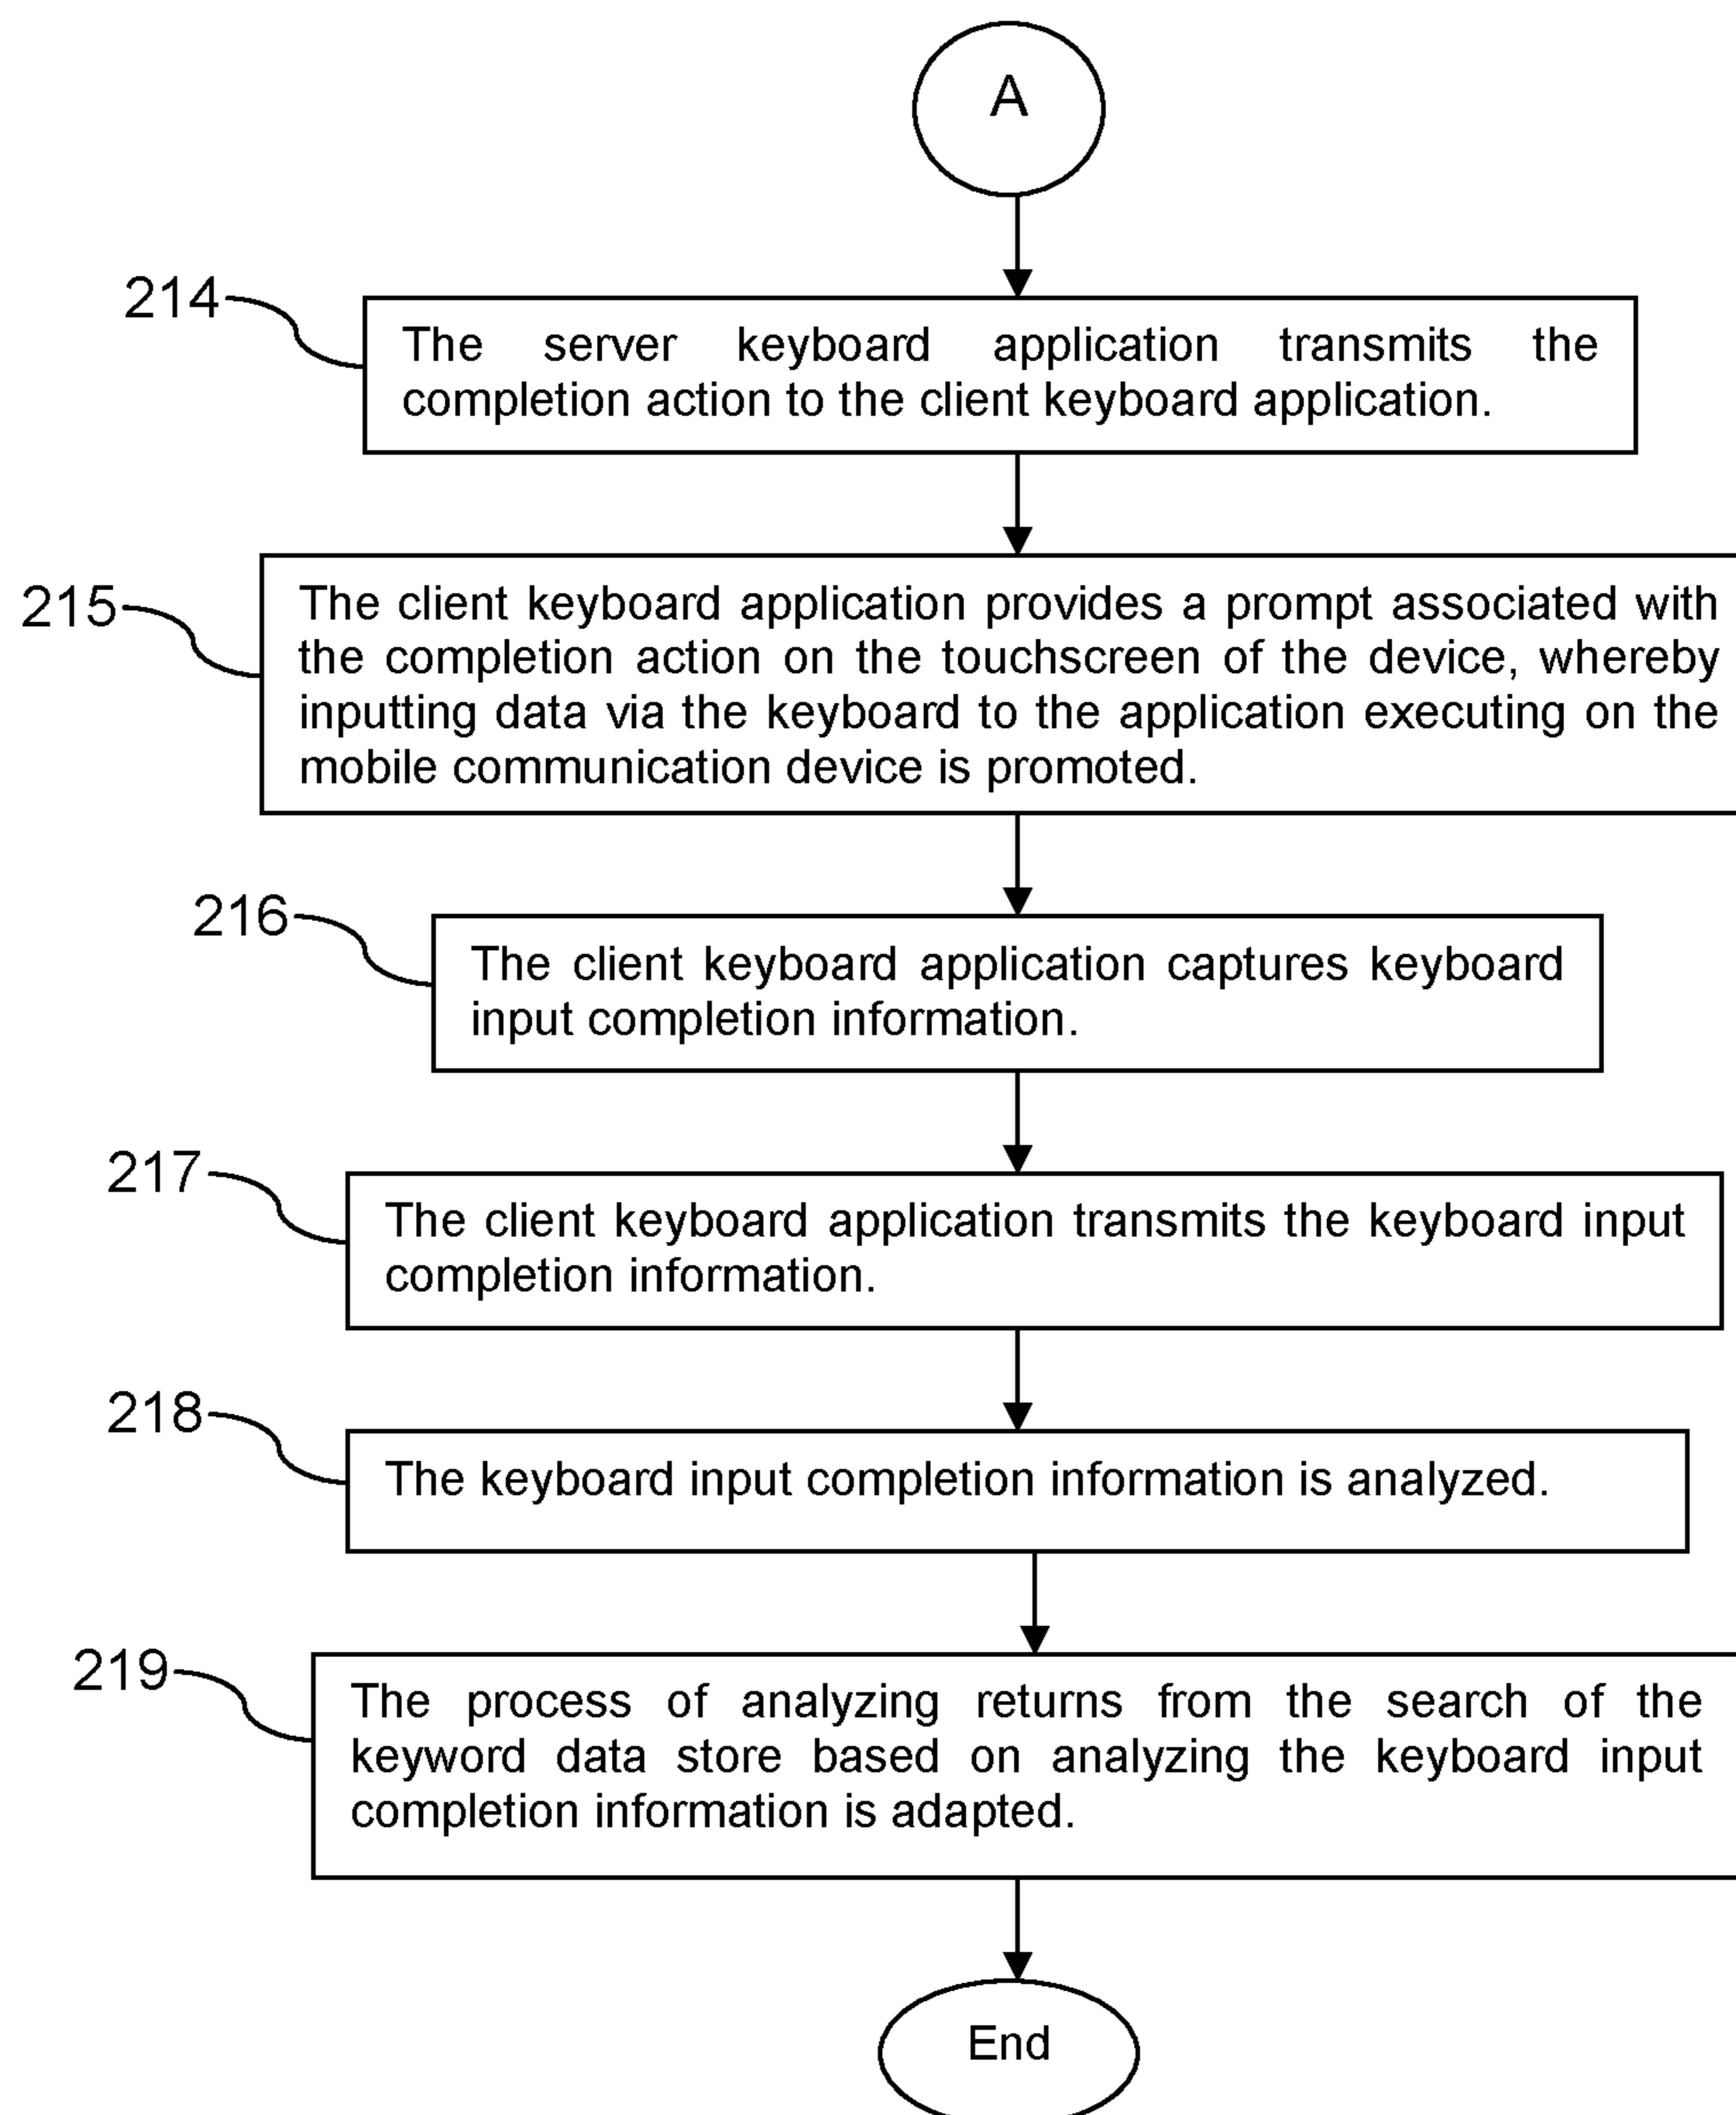 A
214
The server keyboard application transmits the
completion action to the client keyboard application.
215
The client keyboard application provides a prompt associated with
the completion action on the touchscreen of the device, whereby
inputting data via the keyboard to the application executing on the
mobile communication device is promoted.
216
The client keyboard application captures keyboard
input completion information.
217
The client keyboard application transmits the keyboard input
completion information.
218
The keyboard input completion information is analyzed.
219
The process of analyzing returns from the search of the
keyword data store based on analyzing the keyboard input
completion information is adapted.
End